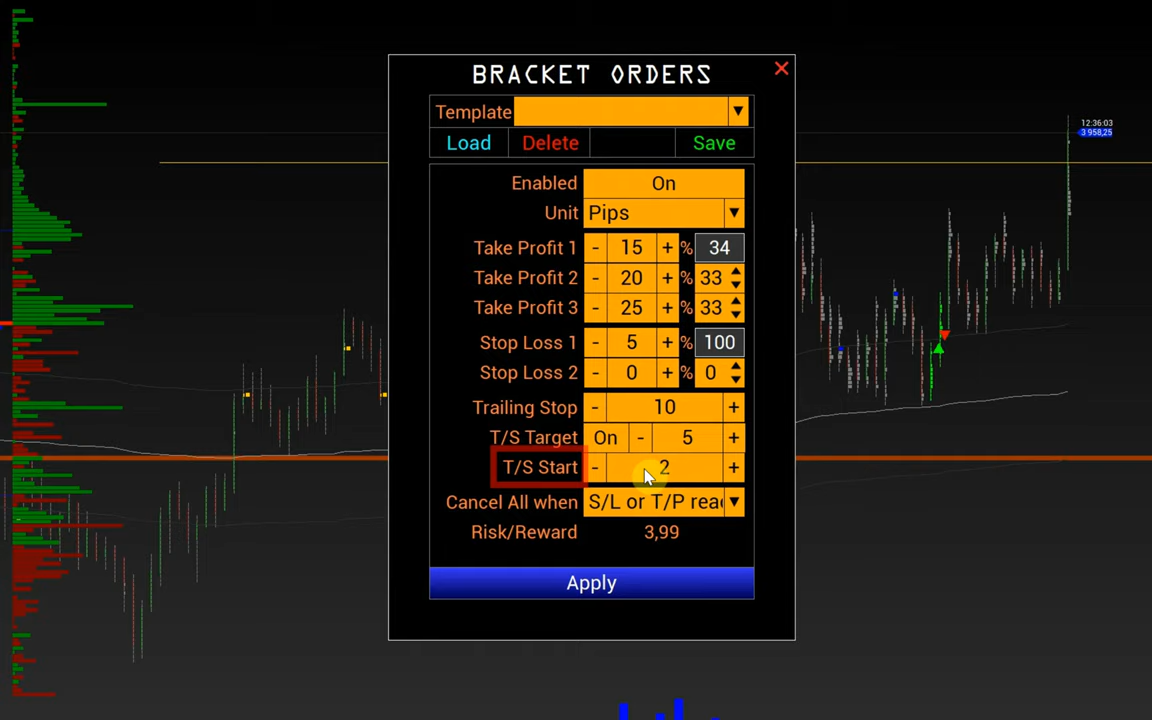 BRACKET ORDERS
Template
Load Delete Save
Enabled On
Unit Pips
Take Profit 1 - 15 + % 34
Take Profit 2 - 20 + % 33
Take Profit 3 - 25 + % 33
Stop Loss 1 - 5 + % 100
Stop Loss 2 - 0 + % 0
Trailing Stop - 10 +
T/S Target On - 5 +
T/S Start - 2 +
Cancel All when S/L or T/P reac
Risk/Reward 3,99
Apply
12:36:03
3 958,25